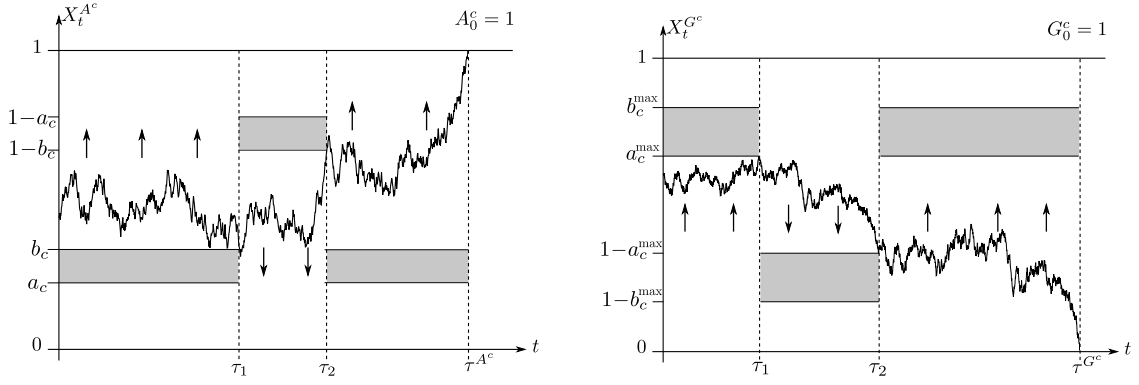 X_t^{A^c}
A_0^c = 1
1
1−a_c
1−b_c
b_c
a_c
0
τ_1
τ_2
τ^{A^c}
t
X_t^{G^c}
G_0^c = 1
1
b_c^{max}
a_c^{max}
1−a_c^{max}
1−b_c^{max}
0
τ_1
τ_2
τ^{G^c}
t